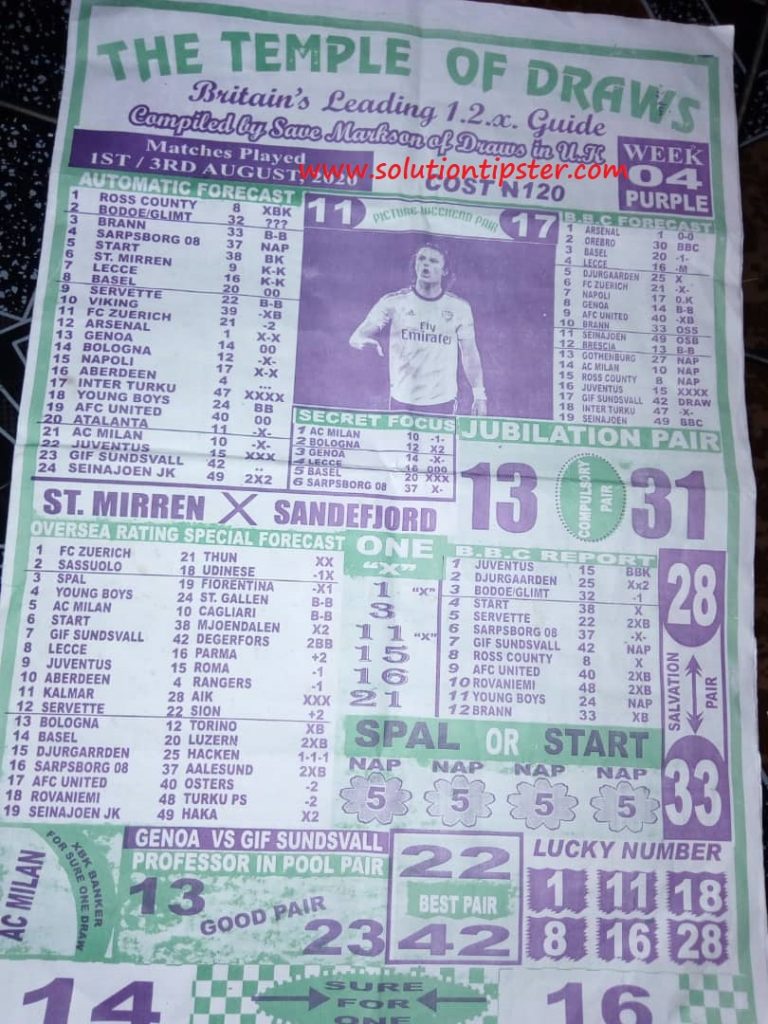 THE TEMPLE OF DRAWS
Britain's Leading 1.2.x. Guide
Compiled by Save Markson of Draws in U.K
Matches Played
1ST / 3RD AUGUST, 2020
www.solutiontipster.com
COST N120
WEEK
04
PURPLE
AUTOMATIC FORECAST
1 ROSS COUNTY 8 XBK
2 BODOE/GLIMT 32 ???
3 BRANN 33 B-B
4 SARPSBORG 08 37 NAP
5 START 38 BK
6 ST. MIRREN 9 K-K
7 LECCE 16 K-K
8 BASEL 20 00
9 SERVETTE 22 B-B
10 VIKING 39 -XB
11 FC ZUERICH 21 -2
12 ARSENAL 1 X-X
13 GENOA 14 00
14 BOLOGNA 12 -X-
15 NAPOLI 17 X-X
16 ABERDEEN 4 ...
17 INTER TURKU 47 XXXX
18 YOUNG BOYS 24 BB
19 AFC UNITED 40 00
20 ATALANTA 11 -X-
21 AC MILAN 10 -X-
22 JUVENTUS 15 XXX
23 GIF SUNDSVALL 42 ..
24 SEINAJOEN JK 49 2X2
11
PICTURE WEEKEND PAIR
17
Fly
Emirates
B.B.C FORECAST
1 ARSENAL 1 0-0
2 OREBRO 30 BBC
3 BASEL 20 -1-
4 LECCE 16 -M
5 DJURGAARDEN 25 X
6 FC ZUERICH 21 -X-
7 NAPOLI 17 0.K
8 GENOA 14 B-B
9 AFC UNITED 40 -XB
10 BRANN 33 OSS
11 SEINAJOEN 49 OSB
12 BRESCIA 13 B-B
13 GOTHENBURG 27 NAP
14 AC MILAN 10 NAP
15 ROSS COUNTY 8 NAP
16 JUVENTUS 15 XXXX
17 GIF SUNDSVALL 42 DRAW
18 INTER TURKU 47 -X-
19 SEINAJOEN 49 BBC
SECRET FOCUS
1 AC MILAN 10 -1-
2 BOLOGNA 12 X2
3 GENOA 14 -X-
4 LECCE 16 000
5 BASEL 20 XXX
6 SARPSBORG 08 37 X-
JUBILATION PAIR
13
COMPULSORY
PAIR
31
ST. MIRREN X SANDEFJORD
OVERSEA RATING SPECIAL FORECAST
1 FC ZUERICH 21 THUN XX
2 SASSUOLO 18 UDINESE -1X
3 SPAL 19 FIORENTINA -X1
4 YOUNG BOYS 24 ST. GALLEN B-B
5 AC MILAN 10 CAGLIARI B-B
6 START 38 MJOENDALEN X2
7 GIF SUNDSVALL 42 DEGERFORS 2BB
8 LECCE 16 PARMA +2
9 JUVENTUS 15 ROMA -1
10 ABERDEEN 4 RANGERS -1
11 KALMAR 28 AIK XXX
12 SERVETTE 22 SION +2
13 BOLOGNA 12 TORINO XB
14 BASEL 20 LUZERN 2XB
15 DJURGARRDEN 25 HACKEN 1-1-1
16 SARPSBORG 08 37 AALESUND 2XB
17 AFC UNITED 40 OSTERS -2
18 ROVANIEMI 48 TURKU PS -2
19 SEINAJOEN JK 49 HAKA X2
ONE
"X"
1 "X"
3
11 "X"
15
16
21
B.B.C REPORT
1 JUVENTUS 15 BBK
2 DJURGAARDEN 25 Xx2
3 BODOE/GLIMT 32 -1
4 START 38 X
5 SERVETTE 22 2XB
6 SARPSBORG 08 37 -X-
7 GIF SUNDSVALL 42 NAP
8 ROSS COUNTY 8 X
9 AFC UNITED 40 2XB
10 ROVANIEMI 48 2XB
11 YOUNG BOYS 24 NAP
12 BRANN 33 XB
28
SALVATION
PAIR
33
SPAL OR START
NAP NAP NAP NAP
5 5 5 5
AC MILAN
XBK BANKER
FOR SURE ONE DRAW
GENOA VS GIF SUNDSVALL
PROFESSOR IN POOL PAIR
13
GOOD PAIR
23
22
BEST PAIR
42
LUCKY NUMBER
1 11 18
8 16 28
14
SURE
FOR
ONE
16